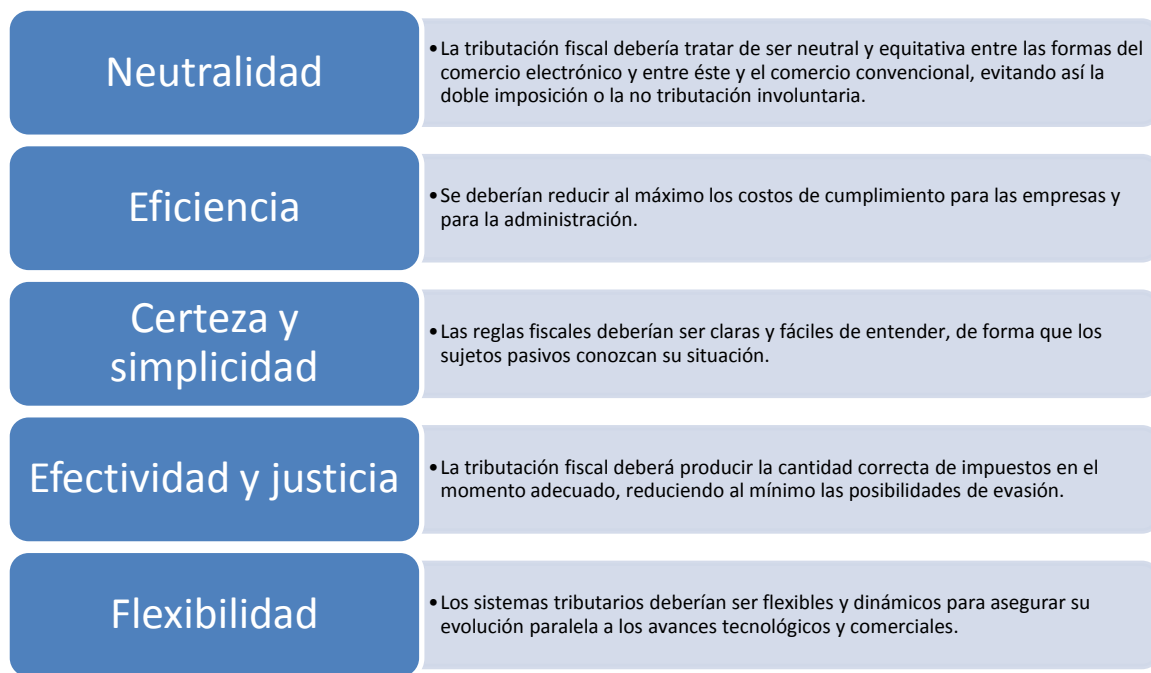 Neutralidad
•La tributación fiscal debería tratar de ser neutral y equitativa entre las formas del
comercio electrónico y entre éste y el comercio convencional, evitando así la
doble imposición o la no tributación involuntaria.
Eficiencia
•Se deberían reducir al máximo los costos de cumplimiento para las empresas y
para la administración.
Certeza y
simplicidad
•Las reglas fiscales deberían ser claras y fáciles de entender, de forma que los
sujetos pasivos conozcan su situación.
Efectividad y justicia
•La tributación fiscal deberá producir la cantidad correcta de impuestos en el
momento adecuado, reduciendo al mínimo las posibilidades de evasión.
Flexibilidad
•Los sistemas tributarios deberían ser flexibles y dinámicos para asegurar su
evolución paralela a los avances tecnológicos y comerciales.